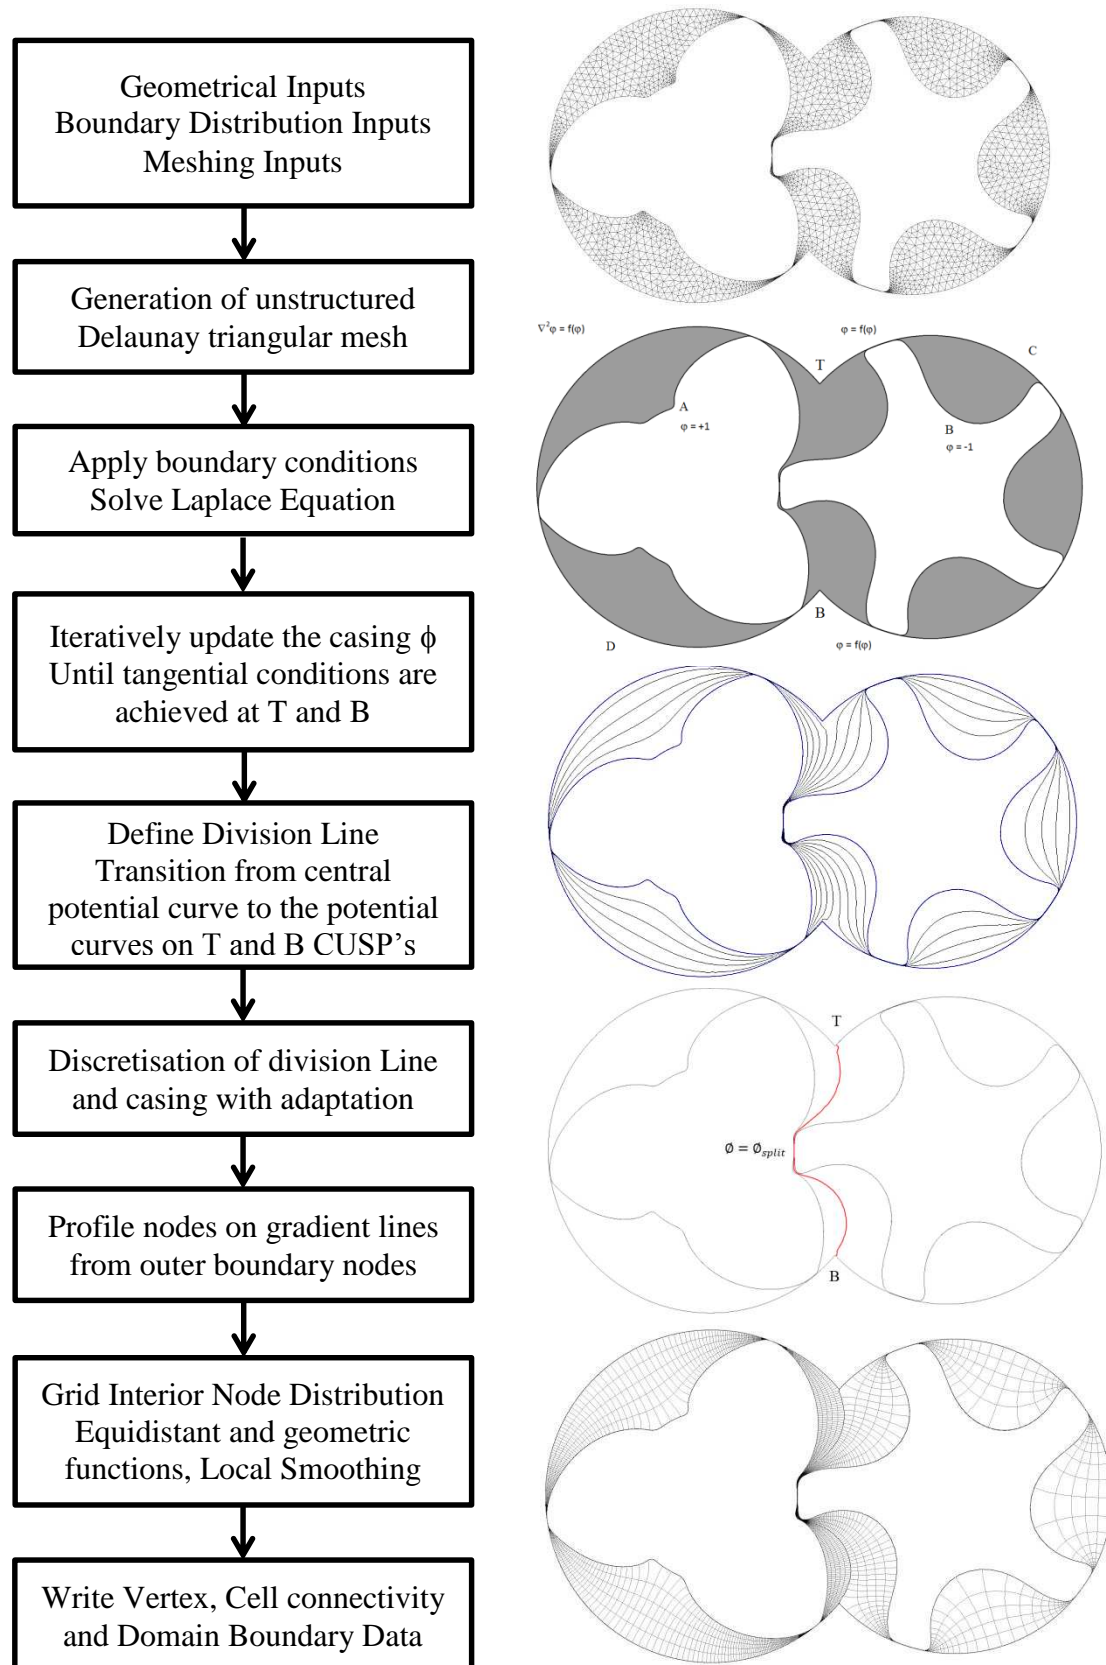 Geometrical Inputs
Boundary Distribution Inputs
Meshing Inputs
Generation of unstructured
Delaunay triangular mesh
Apply boundary conditions
Solve Laplace Equation
Iteratively update the casing ϕ
Until tangential conditions are
achieved at T and B
Define Division Line
Transition from central
potential curve to the potential
curves on T and B CUSP's
Discretisation of division Line
and casing with adaptation
Profile nodes on gradient lines
from outer boundary nodes
Grid Interior Node Distribution
Equidistant and geometric
functions, Local Smoothing
Write Vertex, Cell connectivity
and Domain Boundary Data
∇²φ = f(φ)
φ = f(φ)
T
C
A
φ = +1
B
φ = -1
B
D
φ = f(φ)
T
Ø = Ø_split
B